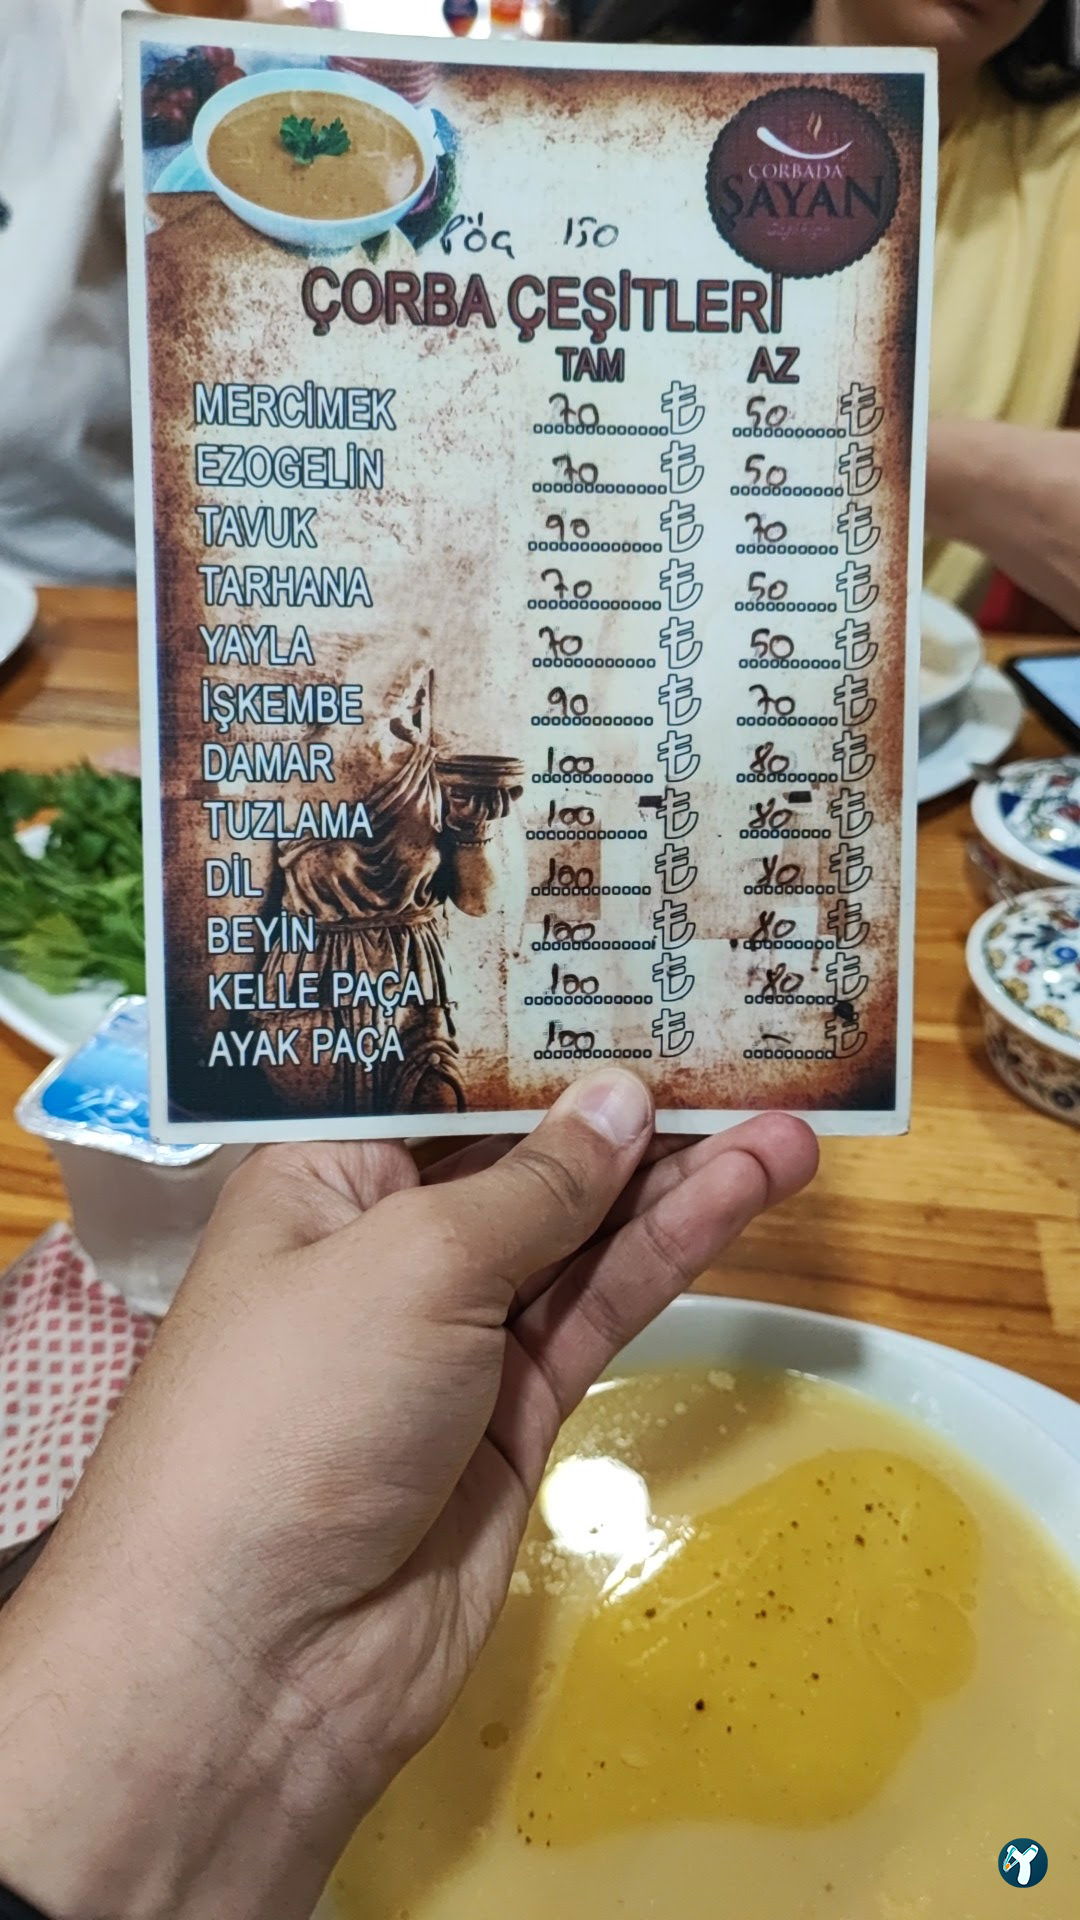 ÇORBADA
ŞAYAN
Pöç 150
ÇORBA ÇEŞİTLERİ
TAM AZ
MERCİMEK 70 ₺ 50 ₺
EZOGELİN 70 ₺ 50 ₺
TAVUK 90 ₺ 70 ₺
TARHANA 70 ₺ 50 ₺
YAYLA 70 ₺ 50 ₺
İŞKEMBE 90 ₺ 70 ₺
DAMAR 100 ₺ 80 ₺
TUZLAMA 100 ₺ 80 ₺
DİL 100 ₺ 80 ₺
BEYİN 100 ₺ 80 ₺
KELLE PAÇA 100 ₺ 80 ₺
AYAK PAÇA 100 ₺ - ₺